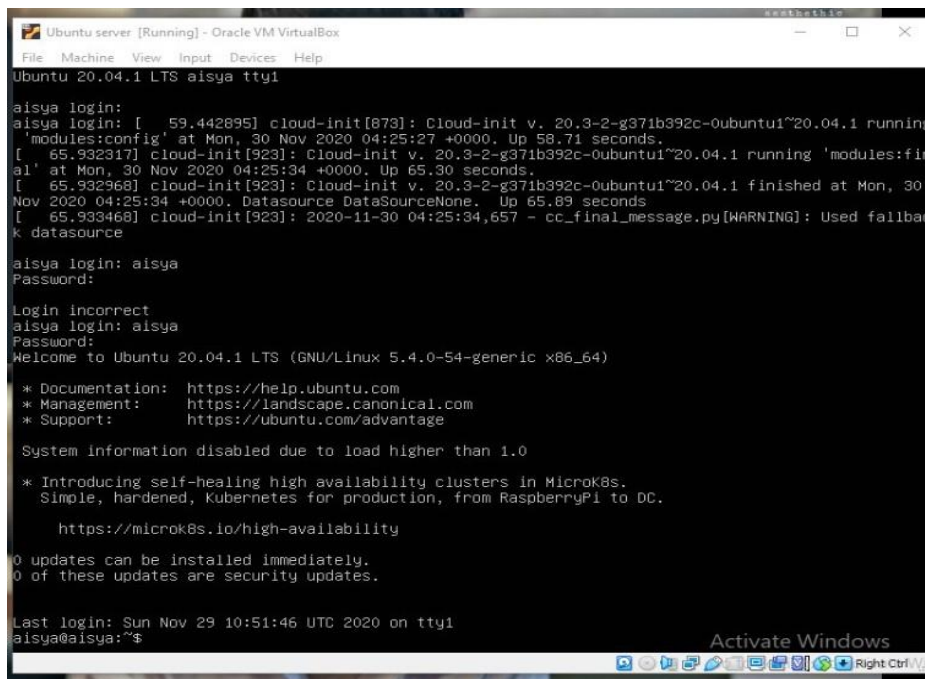 aesthethic
Ubuntu server [Running] - Oracle VM VirtualBox
File Machine View Input Devices Help
Ubuntu 20.04.1 LTS aisya tty1
aisya login:
aisya login: [   59.442895] cloud-init[873]: Cloud-init v. 20.3-2-g371b392c-0ubuntu1~20.04.1 running
 'modules:config' at Mon, 30 Nov 2020 04:25:27 +0000. Up 58.71 seconds.
[   65.932317] cloud-init[923]: Cloud-init v. 20.3-2-g371b392c-0ubuntu1~20.04.1 running 'modules:fin
al' at Mon, 30 Nov 2020 04:25:34 +0000. Up 65.30 seconds.
[   65.932968] cloud-init[923]: Cloud-init v. 20.3-2-g371b392c-0ubuntu1~20.04.1 finished at Mon, 30
Nov 2020 04:25:34 +0000. Datasource DataSourceNone.  Up 65.89 seconds
[   65.933468] cloud-init[923]: 2020-11-30 04:25:34,657 - cc_final_message.py[WARNING]: Used fallbac
k datasource
aisya login: aisya
Password:
Login incorrect
aisya login: aisya
Password:
Welcome to Ubuntu 20.04.1 LTS (GNU/Linux 5.4.0-54-generic x86_64)
 * Documentation:  https://help.ubuntu.com
 * Management:     https://landscape.canonical.com
 * Support:        https://ubuntu.com/advantage
 System information disabled due to load higher than 1.0
 * Introducing self-healing high availability clusters in MicroK8s.
   Simple, hardened, Kubernetes for production, from RaspberryPi to DC.
     https://microk8s.io/high-availability
0 updates can be installed immediately.
0 of these updates are security updates.
Last login: Sun Nov 29 10:51:46 UTC 2020 on tty1
aisya@aisya:~$
Activate Windows
Right Ctrl